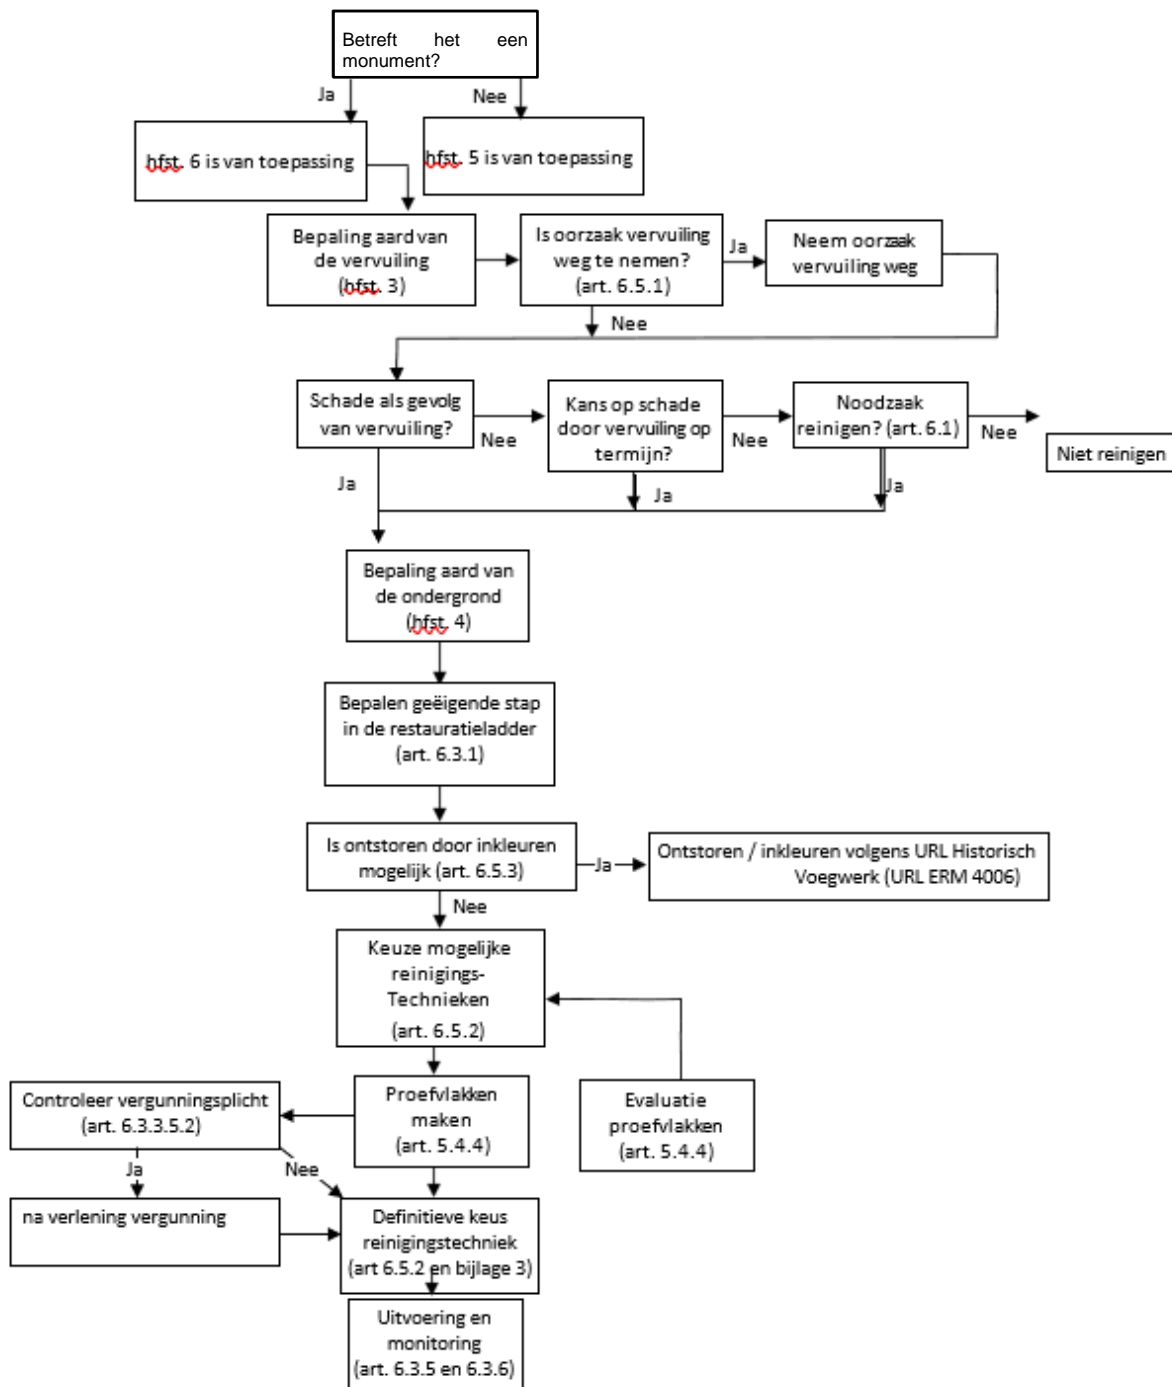 Betreft het een
monument?
Ja
Nee
hfst. 6 is van toepassing
hfst. 5 is van toepassing
Bepaling aard van
de vervuiling
(hfst. 3)
Is oorzaak vervuiling
weg te nemen?
(art. 6.5.1)
Ja
Neem oorzaak
vervuiling weg
Nee
Schade als gevolg
van vervuiling?
Nee
Kans op schade
door vervuiling op
termijn?
Nee
Noodzaak
reinigen? (art. 6.1)
Nee
Niet reinigen
Ja
Ja
Ja
Bepaling aard van
de ondergrond
(hfst. 4)
Bepalen geëigende stap
in de restauratieladder
(art. 6.3.1)
Is ontstoren door inkleuren
mogelijk (art. 6.5.3)
Ja
Ontstoren / inkleuren volgens URL Historisch
Voegwerk (URL ERM 4006)
Nee
Keuze mogelijke
reinigings-
Technieken
(art. 6.5.2)
Controleer vergunningsplicht
(art. 6.3.3.5.2)
Proefvlakken
maken
(art. 5.4.4)
Evaluatie
proefvlakken
(art. 5.4.4)
Ja
Nee
na verlening vergunning
Definitieve keus
reinigingstechniek
(art 6.5.2 en bijlage 3)
Uitvoering en
monitoring
(art. 6.3.5 en 6.3.6)